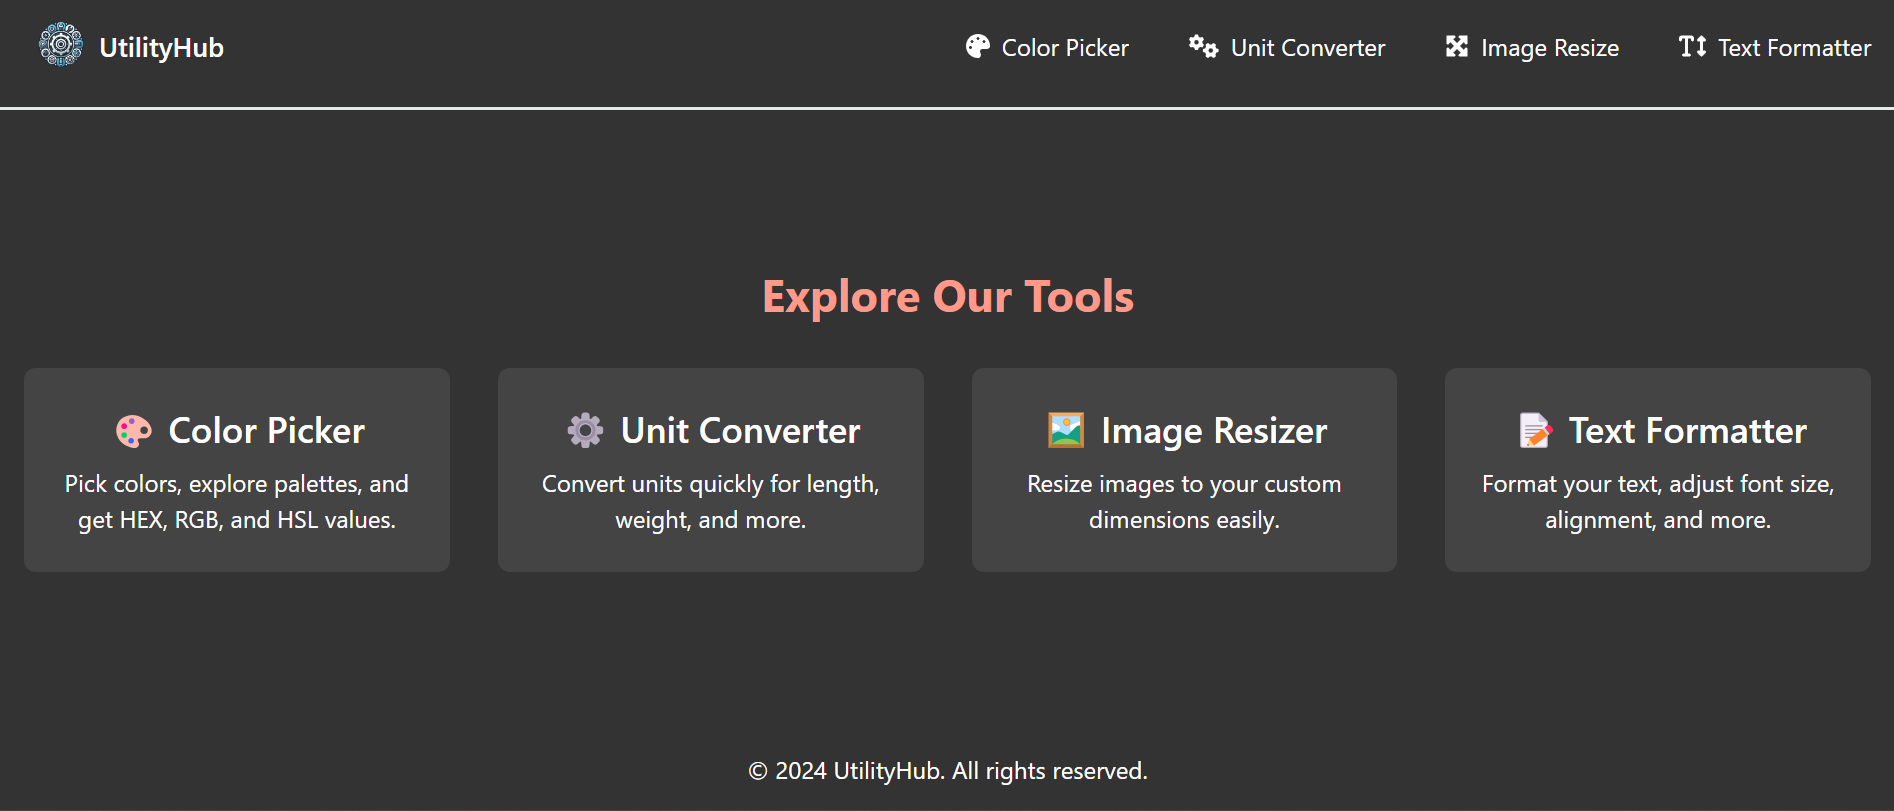 UtilityHub
Color Picker
Unit Converter
Image Resize
Text Formatter
Explore Our Tools
Color Picker
Pick colors, explore palettes, and
get HEX, RGB, and HSL values.
Unit Converter
Convert units quickly for length,
weight, and more.
Image Resizer
Resize images to your custom
dimensions easily.
Text Formatter
Format your text, adjust font size,
alignment, and more.
© 2024 UtilityHub. All rights reserved.